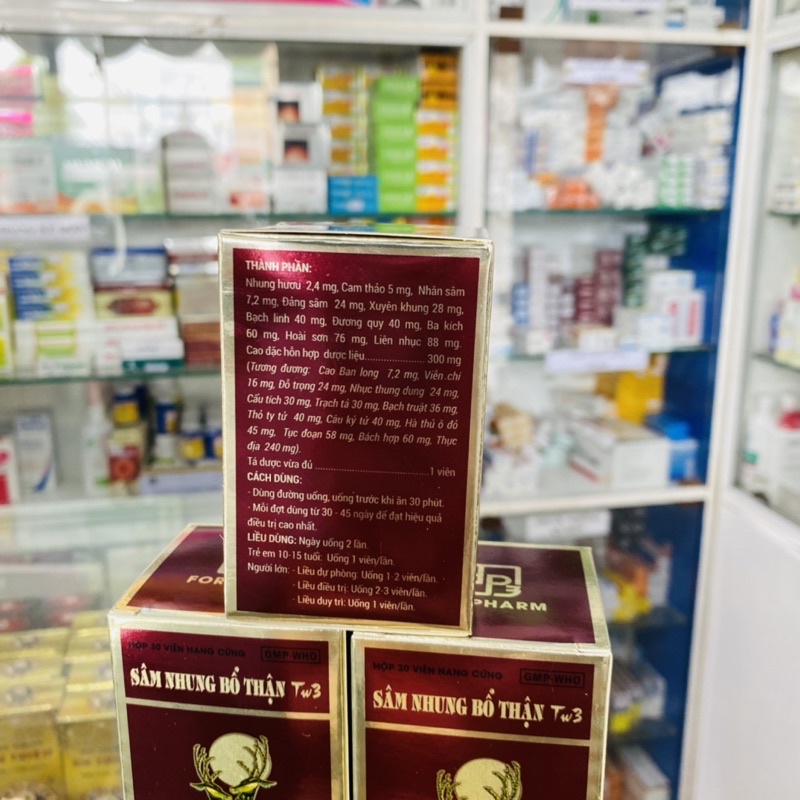 THÀNH PHẦN:
Nhung hươu 2,4 mg, Cam thảo 5 mg, Nhân sâm
7,2 mg, Đảng sâm 24 mg, Xuyên khung 28 mg,
Bạch linh 40 mg, Đương quy 40 mg, Ba kích
60 mg, Hoài sơn 76 mg, Liên nhục 88 mg.
Cao đặc hỗn hợp dược liệu.................... 300 mg
(Tương đương: Cao Ban long 7,2 mg, Viễn chí
16 mg, Đỗ trọng 24 mg, Nhục thung dung 24 mg,
Cẩu tích 30 mg, Trạch tả 30 mg, Bạch truật 36 mg,
Thỏ ty tử 40 mg, Câu kỷ tử 40 mg, Hà thủ ô đỏ
45 mg, Tục đoạn 58 mg, Bách hợp 60 mg, Thục
địa 240 mg).
Tá dược vừa đủ ...................................... 1 viên
CÁCH DÙNG:
- Dùng đường uống, uống trước khi ăn 30 phút.
- Mỗi đợt dùng từ 30 - 45 ngày để đạt hiệu quả
điều trị cao nhất.
LIỀU DÙNG: Ngày uống 2 lần.
Trẻ em 10-15 tuổi: Uống 1 viên/lần.
Người lớn: - Liều dự phòng: Uống 1-2 viên/lần.
- Liều điều trị: Uống 2-3 viên/lần.
- Liều duy trì: Uống 1 viên/lần.
FOR
PHARM
HỘP 30 VIÊN NANG CỨNG GMP-WHO
SÂM NHUNG BỔ THẬN Tw3
HỘP 30 VIÊN NANG CỨNG GMP-WHO
SÂM NHUNG BỔ THẬN Tw3